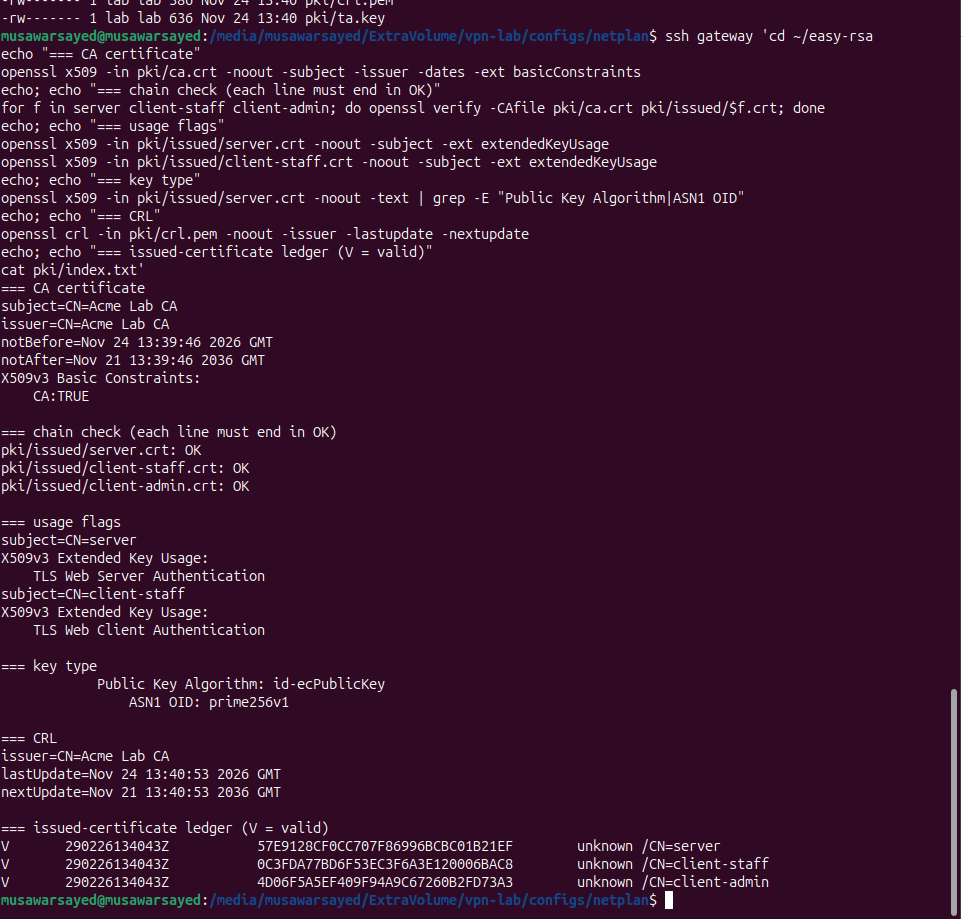 -rw------- 1 lab lab 386 Nov 24 13:40 pki/crl.pem
-rw------- 1 lab lab 636 Nov 24 13:40 pki/ta.key
musawarsayed@musawarsayed:/media/musawarsayed/ExtraVolume/vpn-lab/configs/netplan$ ssh gateway 'cd ~/easy-rsa
echo "=== CA certificate"
openssl x509 -in pki/ca.crt -noout -subject -issuer -dates -ext basicConstraints
echo; echo "=== chain check (each line must end in OK)"
for f in server client-staff client-admin; do openssl verify -CAfile pki/ca.crt pki/issued/$f.crt; done
echo; echo "=== usage flags"
openssl x509 -in pki/issued/server.crt -noout -subject -ext extendedKeyUsage
openssl x509 -in pki/issued/client-staff.crt -noout -subject -ext extendedKeyUsage
echo; echo "=== key type"
openssl x509 -in pki/issued/server.crt -noout -text | grep -E "Public Key Algorithm|ASN1 OID"
echo; echo "=== CRL"
openssl crl -in pki/crl.pem -noout -issuer -lastupdate -nextupdate
echo; echo "=== issued-certificate ledger (V = valid)"
cat pki/index.txt'
=== CA certificate
subject=CN=Acme Lab CA
issuer=CN=Acme Lab CA
notBefore=Nov 24 13:39:46 2026 GMT
notAfter=Nov 21 13:39:46 2036 GMT
X509v3 Basic Constraints:
    CA:TRUE

=== chain check (each line must end in OK)
pki/issued/server.crt: OK
pki/issued/client-staff.crt: OK
pki/issued/client-admin.crt: OK

=== usage flags
subject=CN=server
X509v3 Extended Key Usage:
    TLS Web Server Authentication
subject=CN=client-staff
X509v3 Extended Key Usage:
    TLS Web Client Authentication

=== key type
            Public Key Algorithm: id-ecPublicKey
                ASN1 OID: prime256v1

=== CRL
issuer=CN=Acme Lab CA
lastUpdate=Nov 24 13:40:53 2026 GMT
nextUpdate=Nov 21 13:40:53 2036 GMT

=== issued-certificate ledger (V = valid)
V       290226134043Z           57E9128CF0CC707F86996BCBC01B21EF        unknown /CN=server
V       290226134043Z           0C3FDA77BD6F53EC3F6A3E120006BAC8        unknown /CN=client-staff
V       290226134043Z           4D06F5A5EF409F94A9C67260B2FD73A3        unknown /CN=client-admin
musawarsayed@musawarsayed:/media/musawarsayed/ExtraVolume/vpn-lab/configs/netplan$